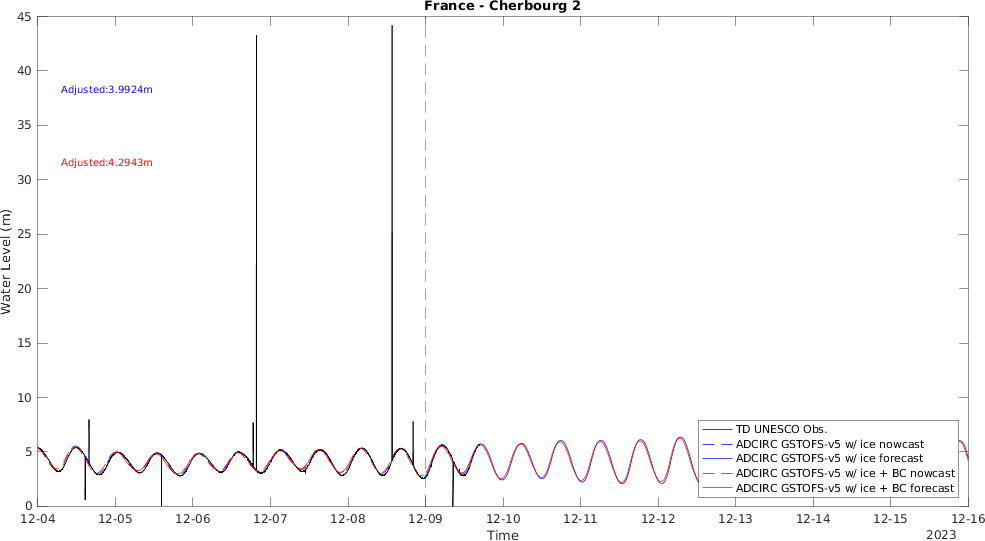 France - Cherbourg 2
45
40
35
30
25
20
15
10
5
0
Water Level (m)
Adjusted:3.9924m
Adjusted:4.2943m
TD UNESCO Obs.
ADCIRC GSTOFS-v5 w/ ice nowcast
ADCIRC GSTOFS-v5 w/ ice forecast
ADCIRC GSTOFS-v5 w/ ice + BC nowcast
ADCIRC GSTOFS-v5 w/ ice + BC forecast
12-04 12-05 12-06 12-07 12-08 12-09 12-10 12-11 12-12 12-13 12-14 12-15 12-16
Time
2023